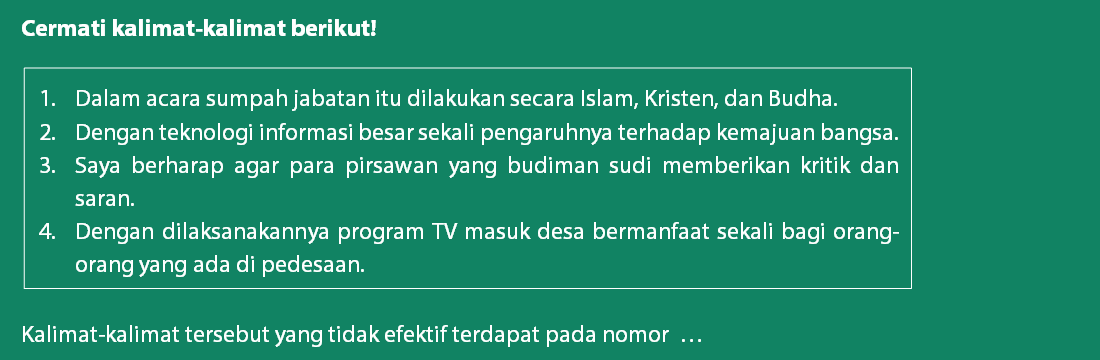 Cermati kalimat-kalimat berikut!
1. Dalam acara sumpah jabatan itu dilakukan secara Islam, Kristen, dan Budha.
2. Dengan teknologi informasi besar sekali pengaruhnya terhadap kemajuan bangsa.
3. Saya berharap agar para pirsawan yang budiman sudi memberikan kritik dan
saran.
4. Dengan dilaksanakannya program TV masuk desa bermanfaat sekali bagi orang-
orang yang ada di pedesaan.
Kalimat-kalimat tersebut yang tidak efektif terdapat pada nomor ...